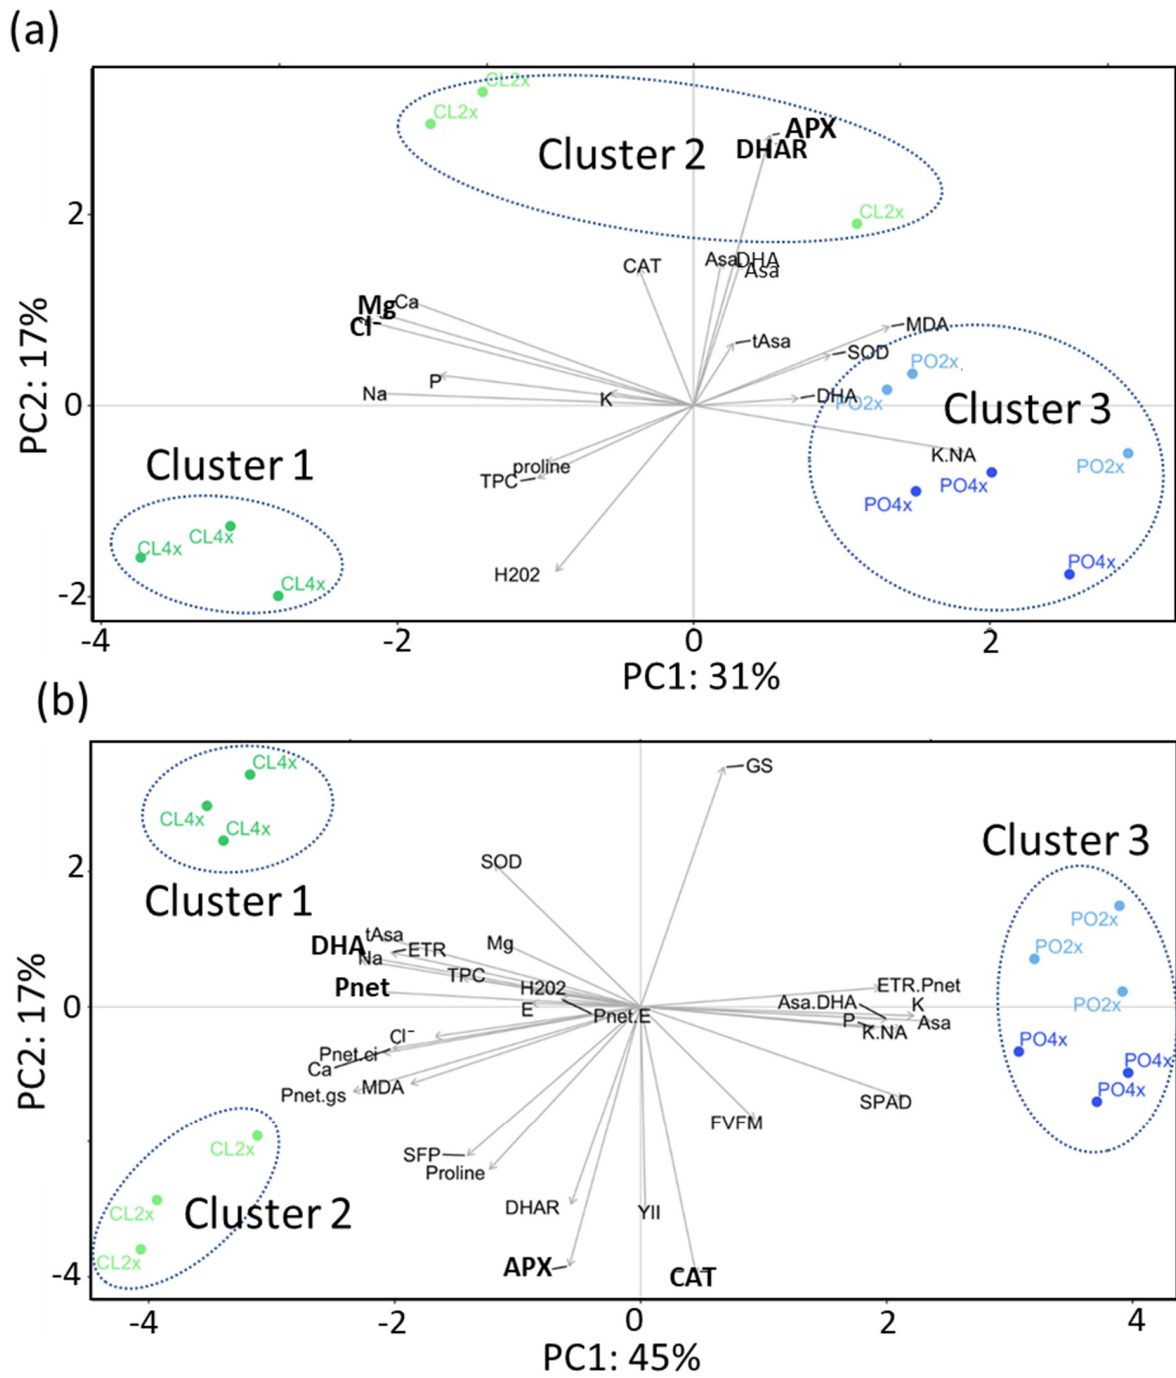 (a)
CL2x
CL2x
APX
Cluster 2
DHAR
CL2x
2
CAT
AsaDHA
Asa
Mg
Ca
Cl⁻
MDA
tAsa
SOD
PO2x
P
Na
K
DHA
PO2x
0
Cluster 3
K.NA
PO2x
Cluster 1
proline
TPC
PO4x
PO4x
CL4x
CL4x
H202
PO4x
CL4x
-2
-4
-2
0
2
PC1: 31%
PC2: 17%
(b)
CL4x
GS
CL4x
CL4x
Cluster 3
SOD
2
Cluster 1
PO2x
tAsa
DHA
ETR
Mg
PO2x
Na
TPC
Pnet
H202
ETR.Pnet
Asa.DHA
K
PO2x
0
E
Pnet.E
P
Asa
K.NA
Cl⁻
PO4x
Pnet.ci
Ca
MDA
PO4x
Pnet.gs
PO4x
SPAD
FVFM
CL2x
SFP
Proline
CL2x
Cluster 2
DHAR
YII
CL2x
APX
CAT
-4
-4
-2
0
2
4
PC1: 45%
PC2: 17%